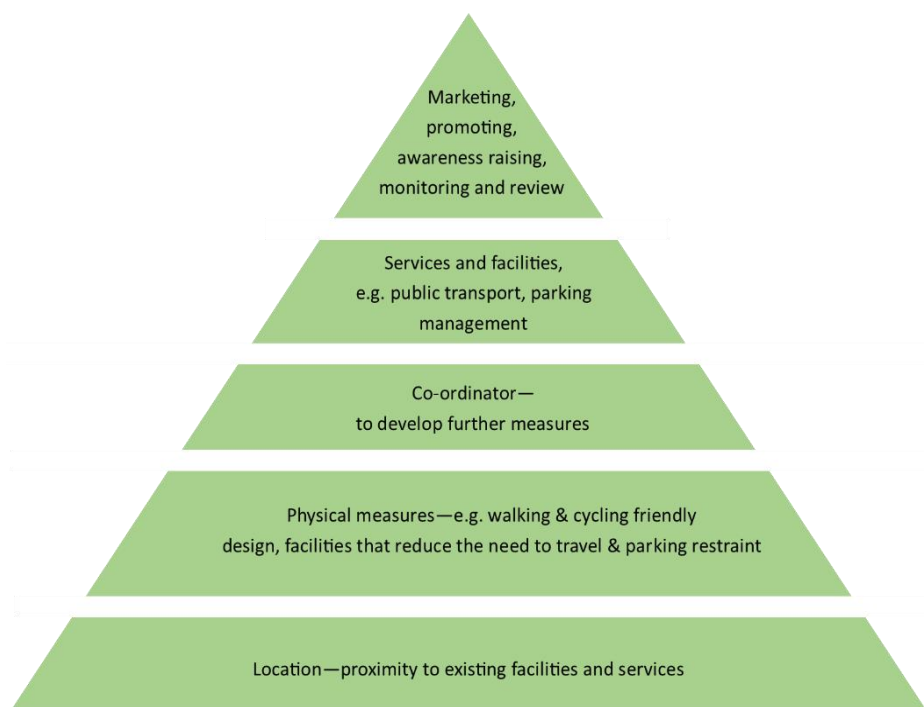 Marketing,
promoting,
awareness raising,
monitoring and review
Services and facilities,
e.g. public transport, parking
management
Co-ordinator—
to develop further measures
Physical measures—e.g. walking & cycling friendly
design, facilities that reduce the need to travel & parking restraint
Location—proximity to existing facilities and services